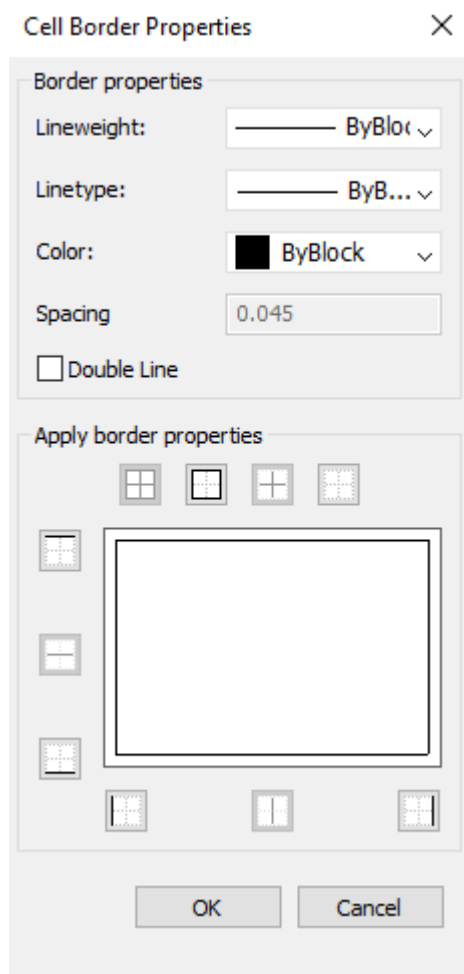 Cell Border Properties
Border properties
Lineweight: ByBloc
Linetype: ByB...
Color: ByBlock
Spacing 0.045
Double Line
Apply border properties
OK Cancel